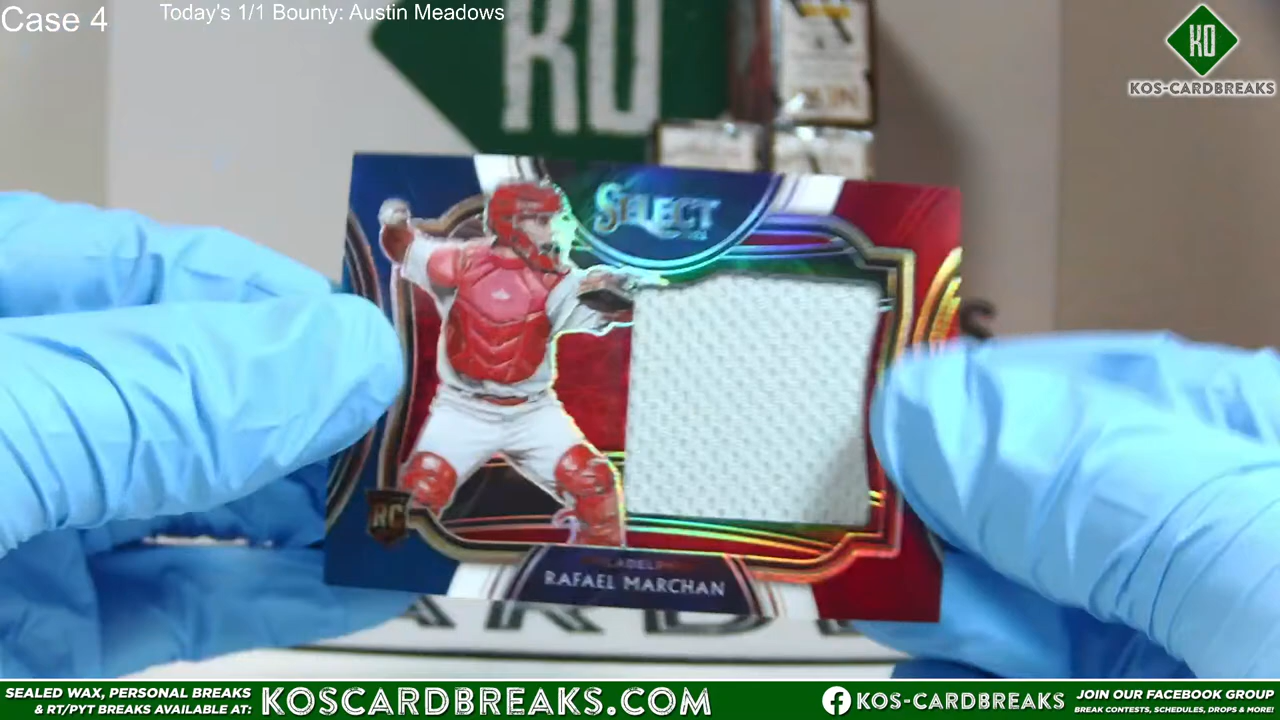 Case 4
Today's 1/1 Bounty: Austin Meadows
KO
KO
KOS-CARDBREAKS
SELECT
RC
RAFAEL MARCHAN
SEALED WAX, PERSONAL BREAKS
& RT/PYT BREAKS AVAILABLE AT:
KOSCARDBREAKS.COM
KOS-CARDBREAKS
JOIN OUR FACEBOOK GROUP
BREAK CONTESTS, SCHEDULES, DROPS & MORE!